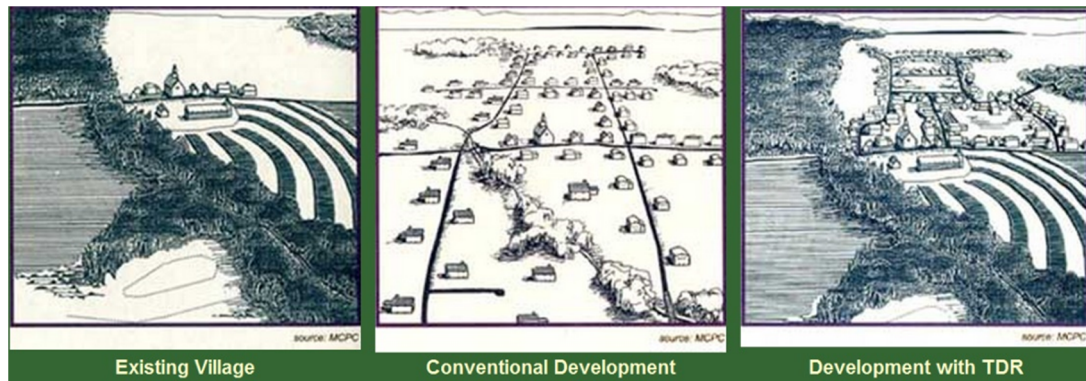 source: MCPC
source: MCPC
source: MCPC
Existing Village
Conventional Development
Development with TDR